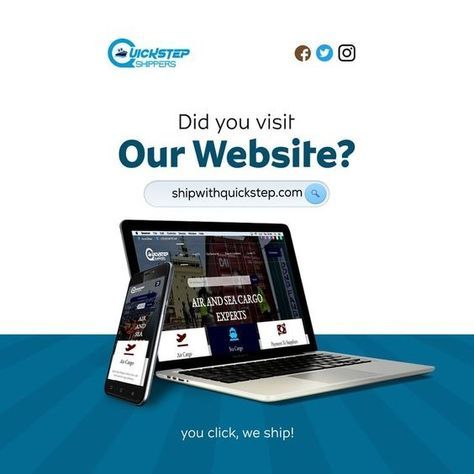 QUICKSTEP
SHIPPERS
Did you visit
Our Website?
shipwithquickstep.com
QUICKSTEP
SHIPPERS
AIR AND SEA CARGO
EXPERTS
Air Cargo
Sea Cargo
Payment To Suppliers
AIR
AND
SEA
Air Cargo
you click, we ship!